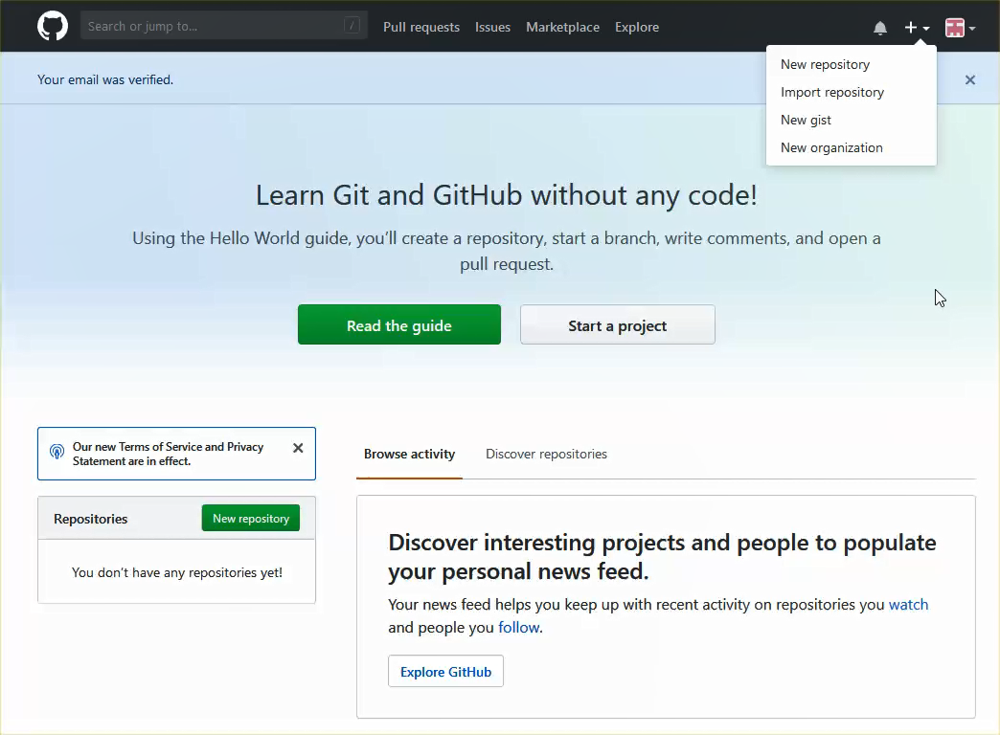 Search or jump to... /
Pull requests
Issues
Marketplace
Explore
New repository
Import repository
New gist
New organization
Your email was verified.
Learn Git and GitHub without any code!
Using the Hello World guide, you’ll create a repository, start a branch, write comments, and open a
pull request.
Read the guide
Start a project
Our new Terms of Service and Privacy
Statement are in effect.
Repositories
New repository
You don’t have any repositories yet!
Browse activity
Discover repositories
Discover interesting projects and people to populate
your personal news feed.
Your news feed helps you keep up with recent activity on repositories you watch
and people you follow.
Explore GitHub